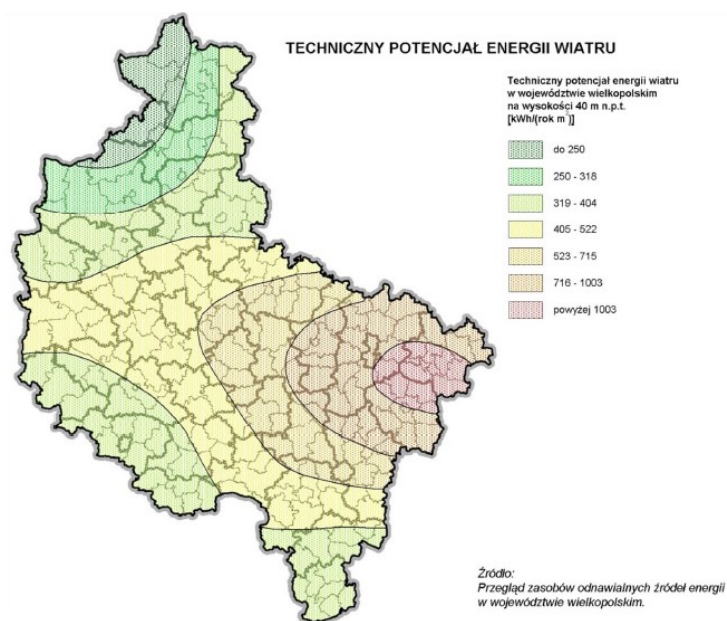 TECHNICZNY POTENCJAŁ ENERGII WIATRU
Techniczny potencjał energii wiatru
w województwie wielkopolskim
na wysokości 40 m n.p.t.
[kWh/(rok m²)]
do 250
250 - 318
319 - 404
405 - 522
523 - 715
716 - 1003
powyżej 1003
Źródło:
Przegląd zasobów odnawialnych źródeł energii
w województwie wielkopolskim.